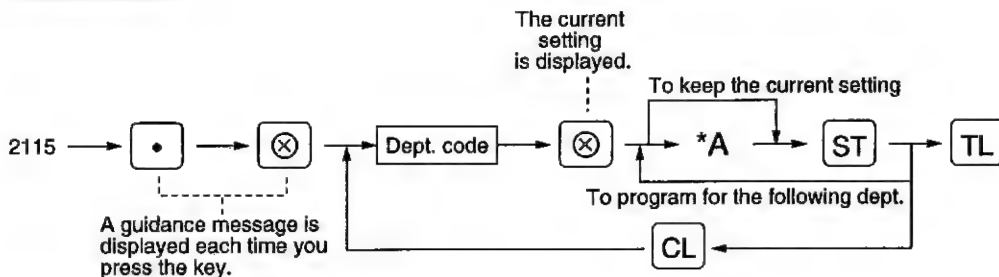 The current
setting
is displayed.
To keep the current setting
2115
•
⊗
Dept. code
⊗
*A
ST
TL
To program for the following dept.
A guidance message is
displayed each time you
press the key.
CL